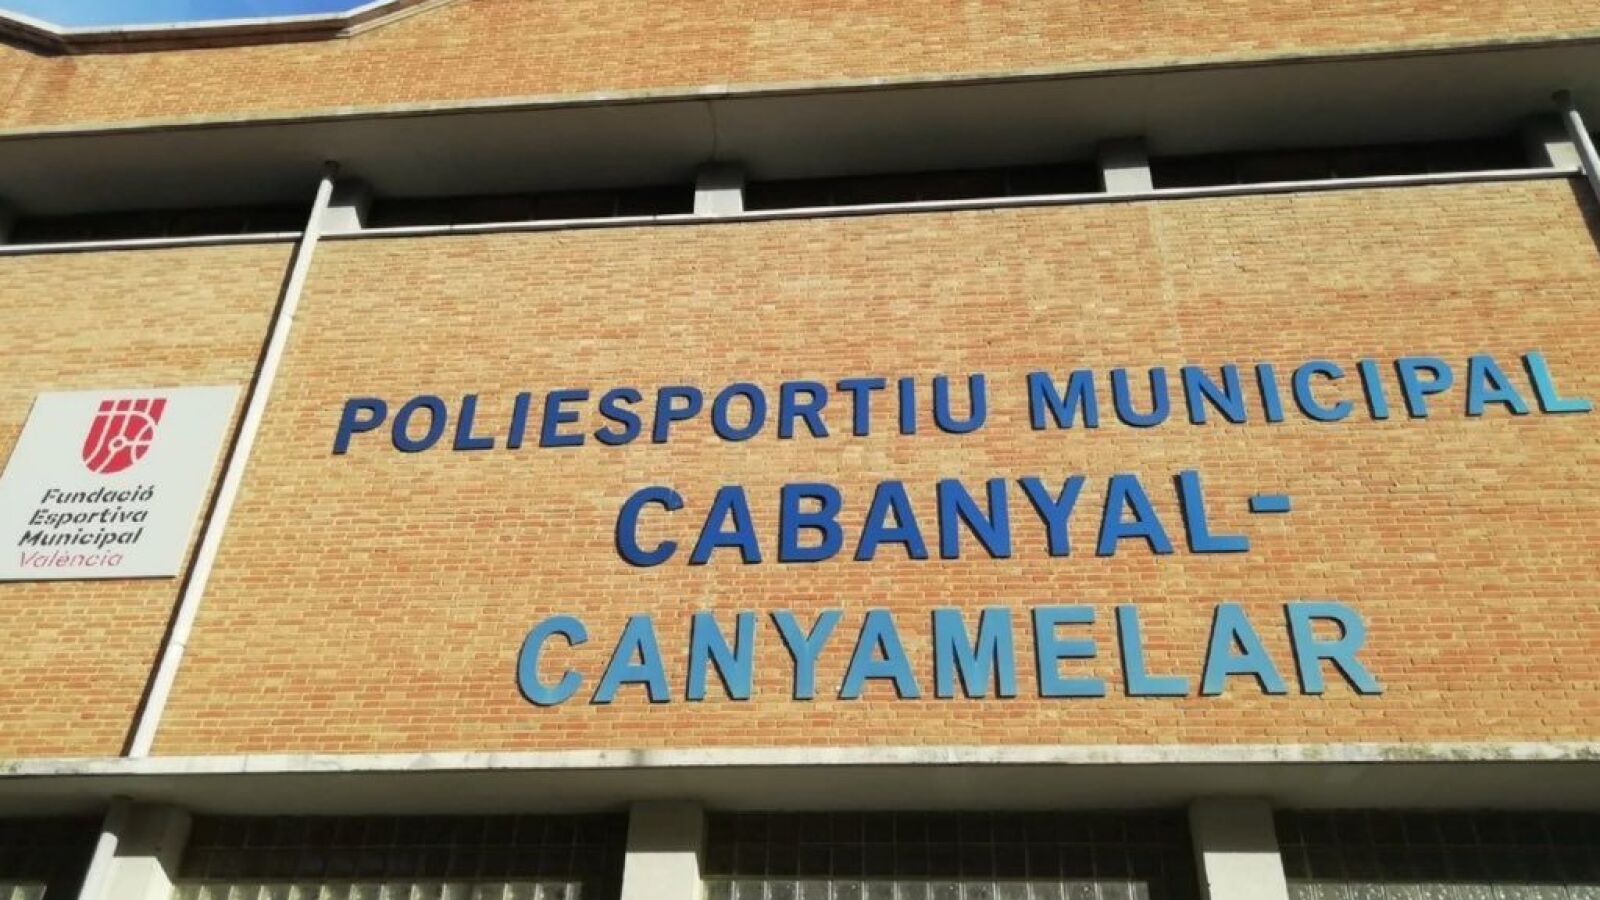 POLIESPORTIU MUNICIPAL
CABANYAL-
CANYAMELAR
Fundació
Esportiva
Municipal
València